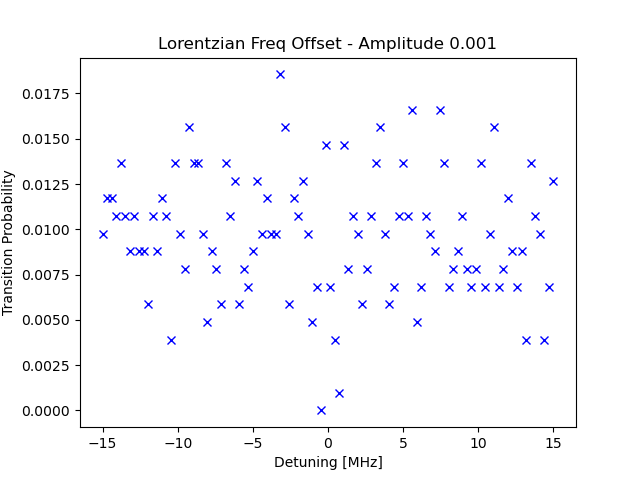 Lorentzian Freq Offset - Amplitude 0.001
Transition Probability
0.0175
0.0150
0.0125
0.0100
0.0075
0.0050
0.0025
0.0000
−15 −10 −5 0 5 10 15
Detuning [MHz]